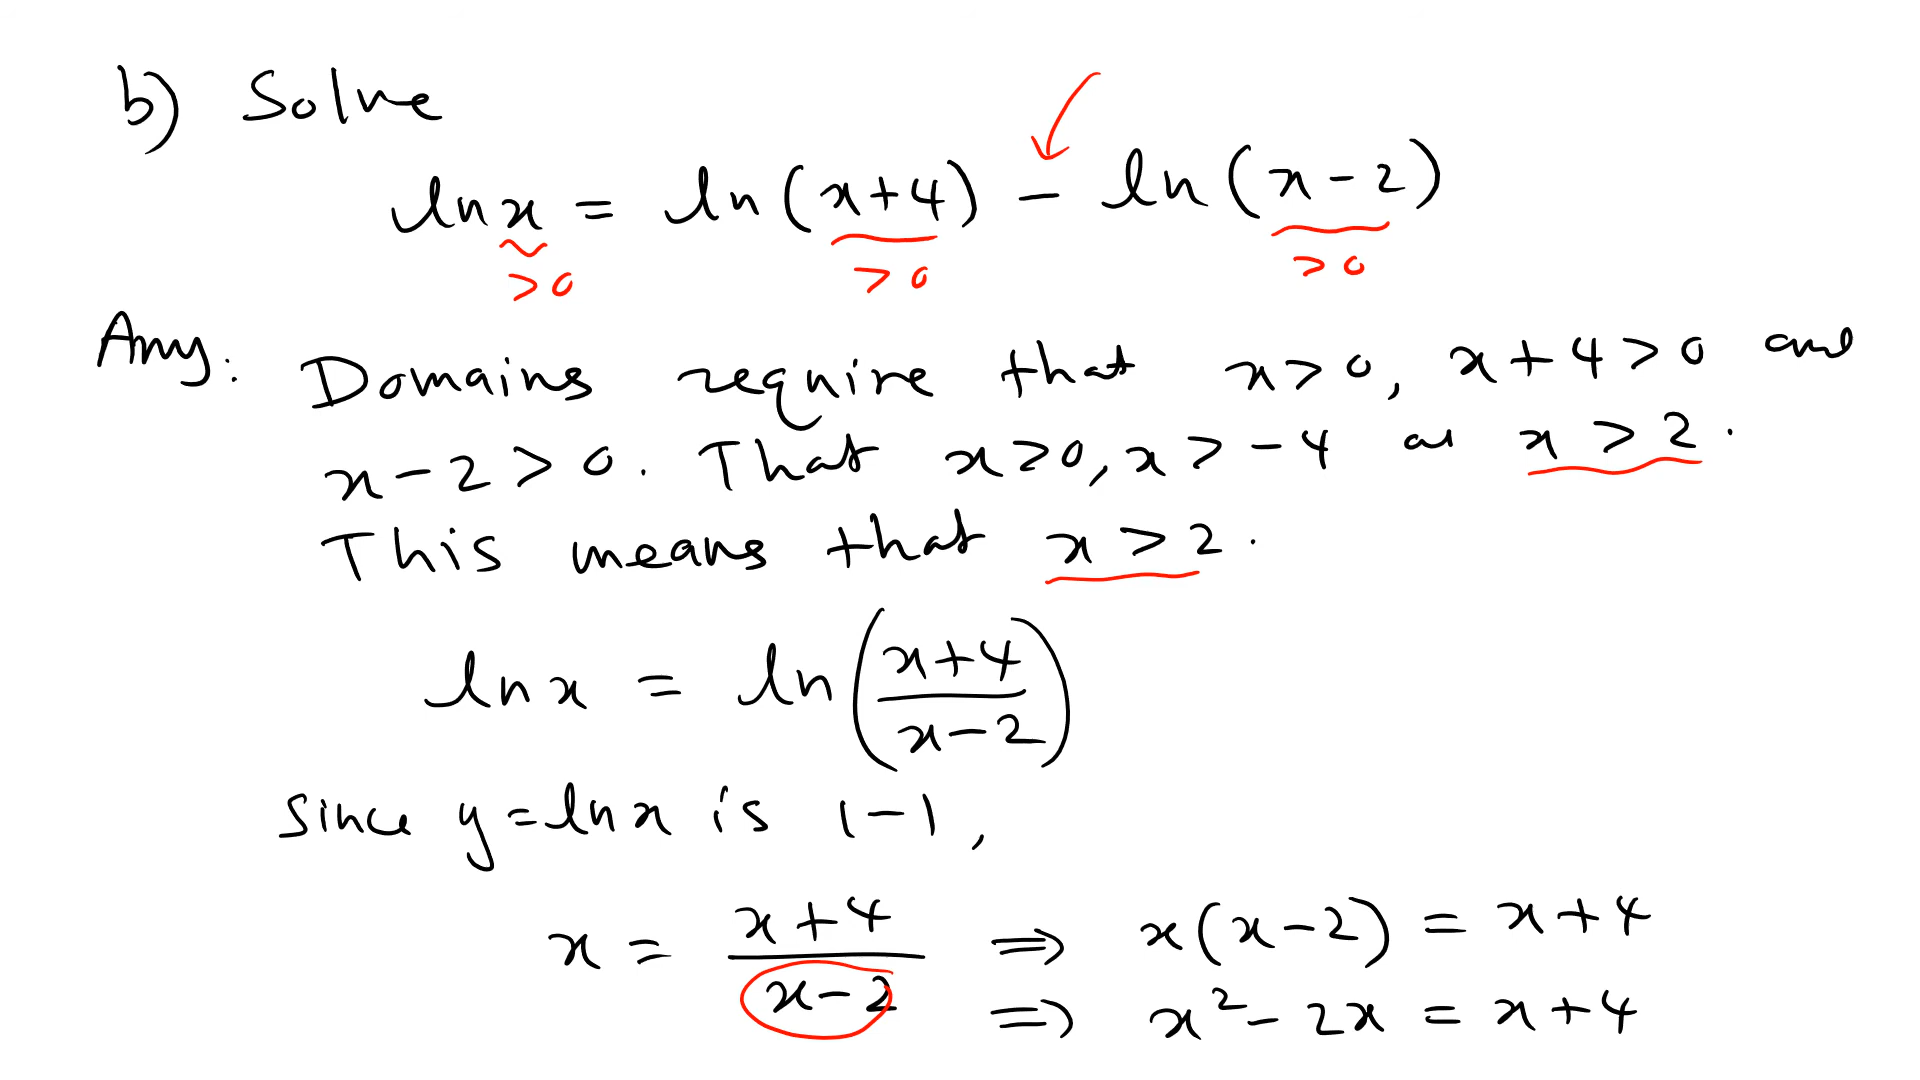 b) Solve
ln x = ln(x+4) - ln(x-2)
>0 >0 >0
Ans: Domains require that x>0, x+4>0 and
x-2>0. That x>0, x>-4 and x>2.
This means that x>2.
ln x = ln((x+4)/(x-2))
Since y=ln x is 1-1,
x = (x+4)/(x-2) ⇒ x(x-2) = x+4
⇒ x²-2x = x+4